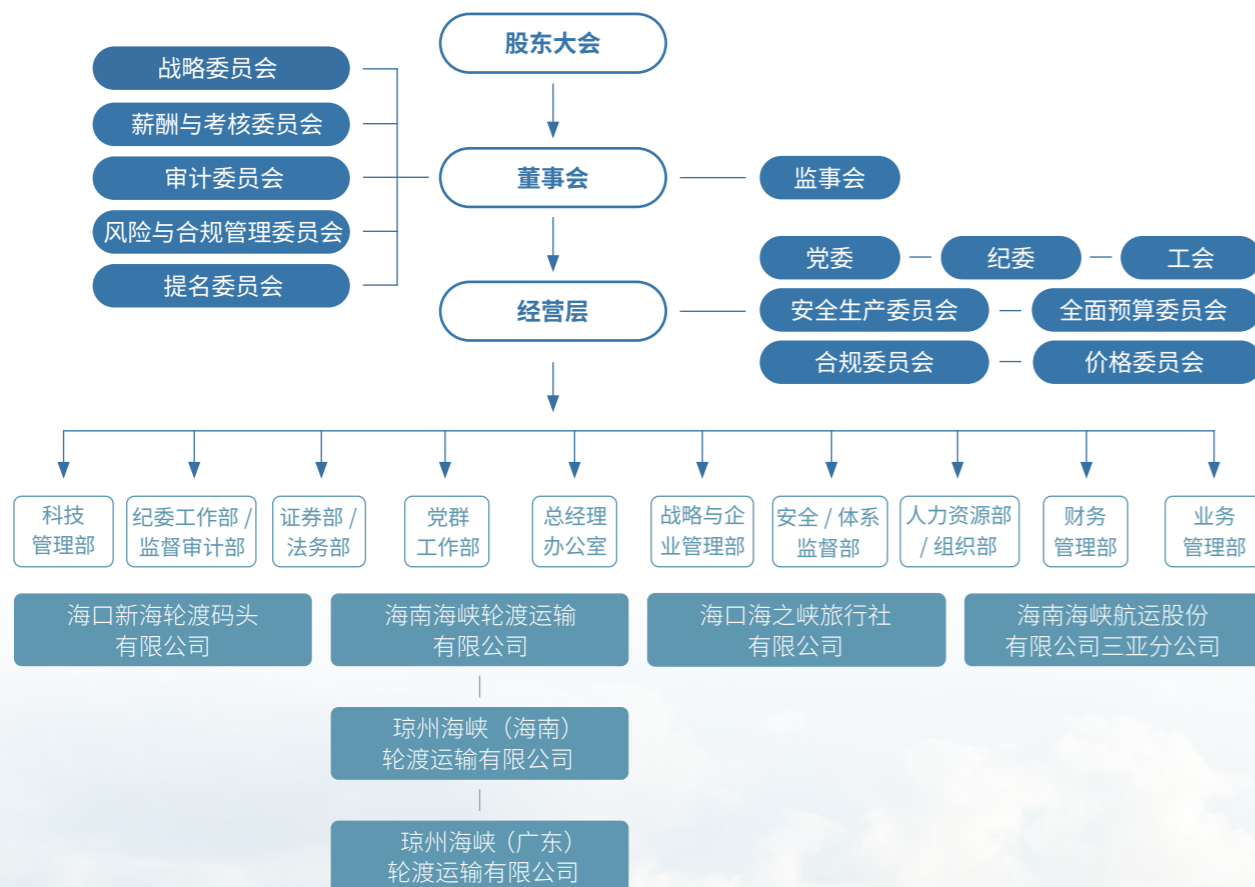 股东大会
战略委员会
薪酬与考核委员会
审计委员会
风险与合规管理委员会
提名委员会
董事会
监事会
经营层
党委
纪委
工会
安全生产委员会
全面预算委员会
合规委员会
价格委员会
科技
管理部
纪委工作部 /
监督审计部
证券部 /
法务部
党群
工作部
总经理
办公室
战略与企
业管理部
安全 / 体系
监督部
人力资源部
/ 组织部
财务
管理部
业务
管理部
海口新海轮渡码头
有限公司
海南海峡轮渡运输
有限公司
海口海之峡旅行社
有限公司
海南海峡航运股份
有限公司三亚分公司
琼州海峡（海南）
轮渡运输有限公司
琼州海峡（广东）
轮渡运输有限公司